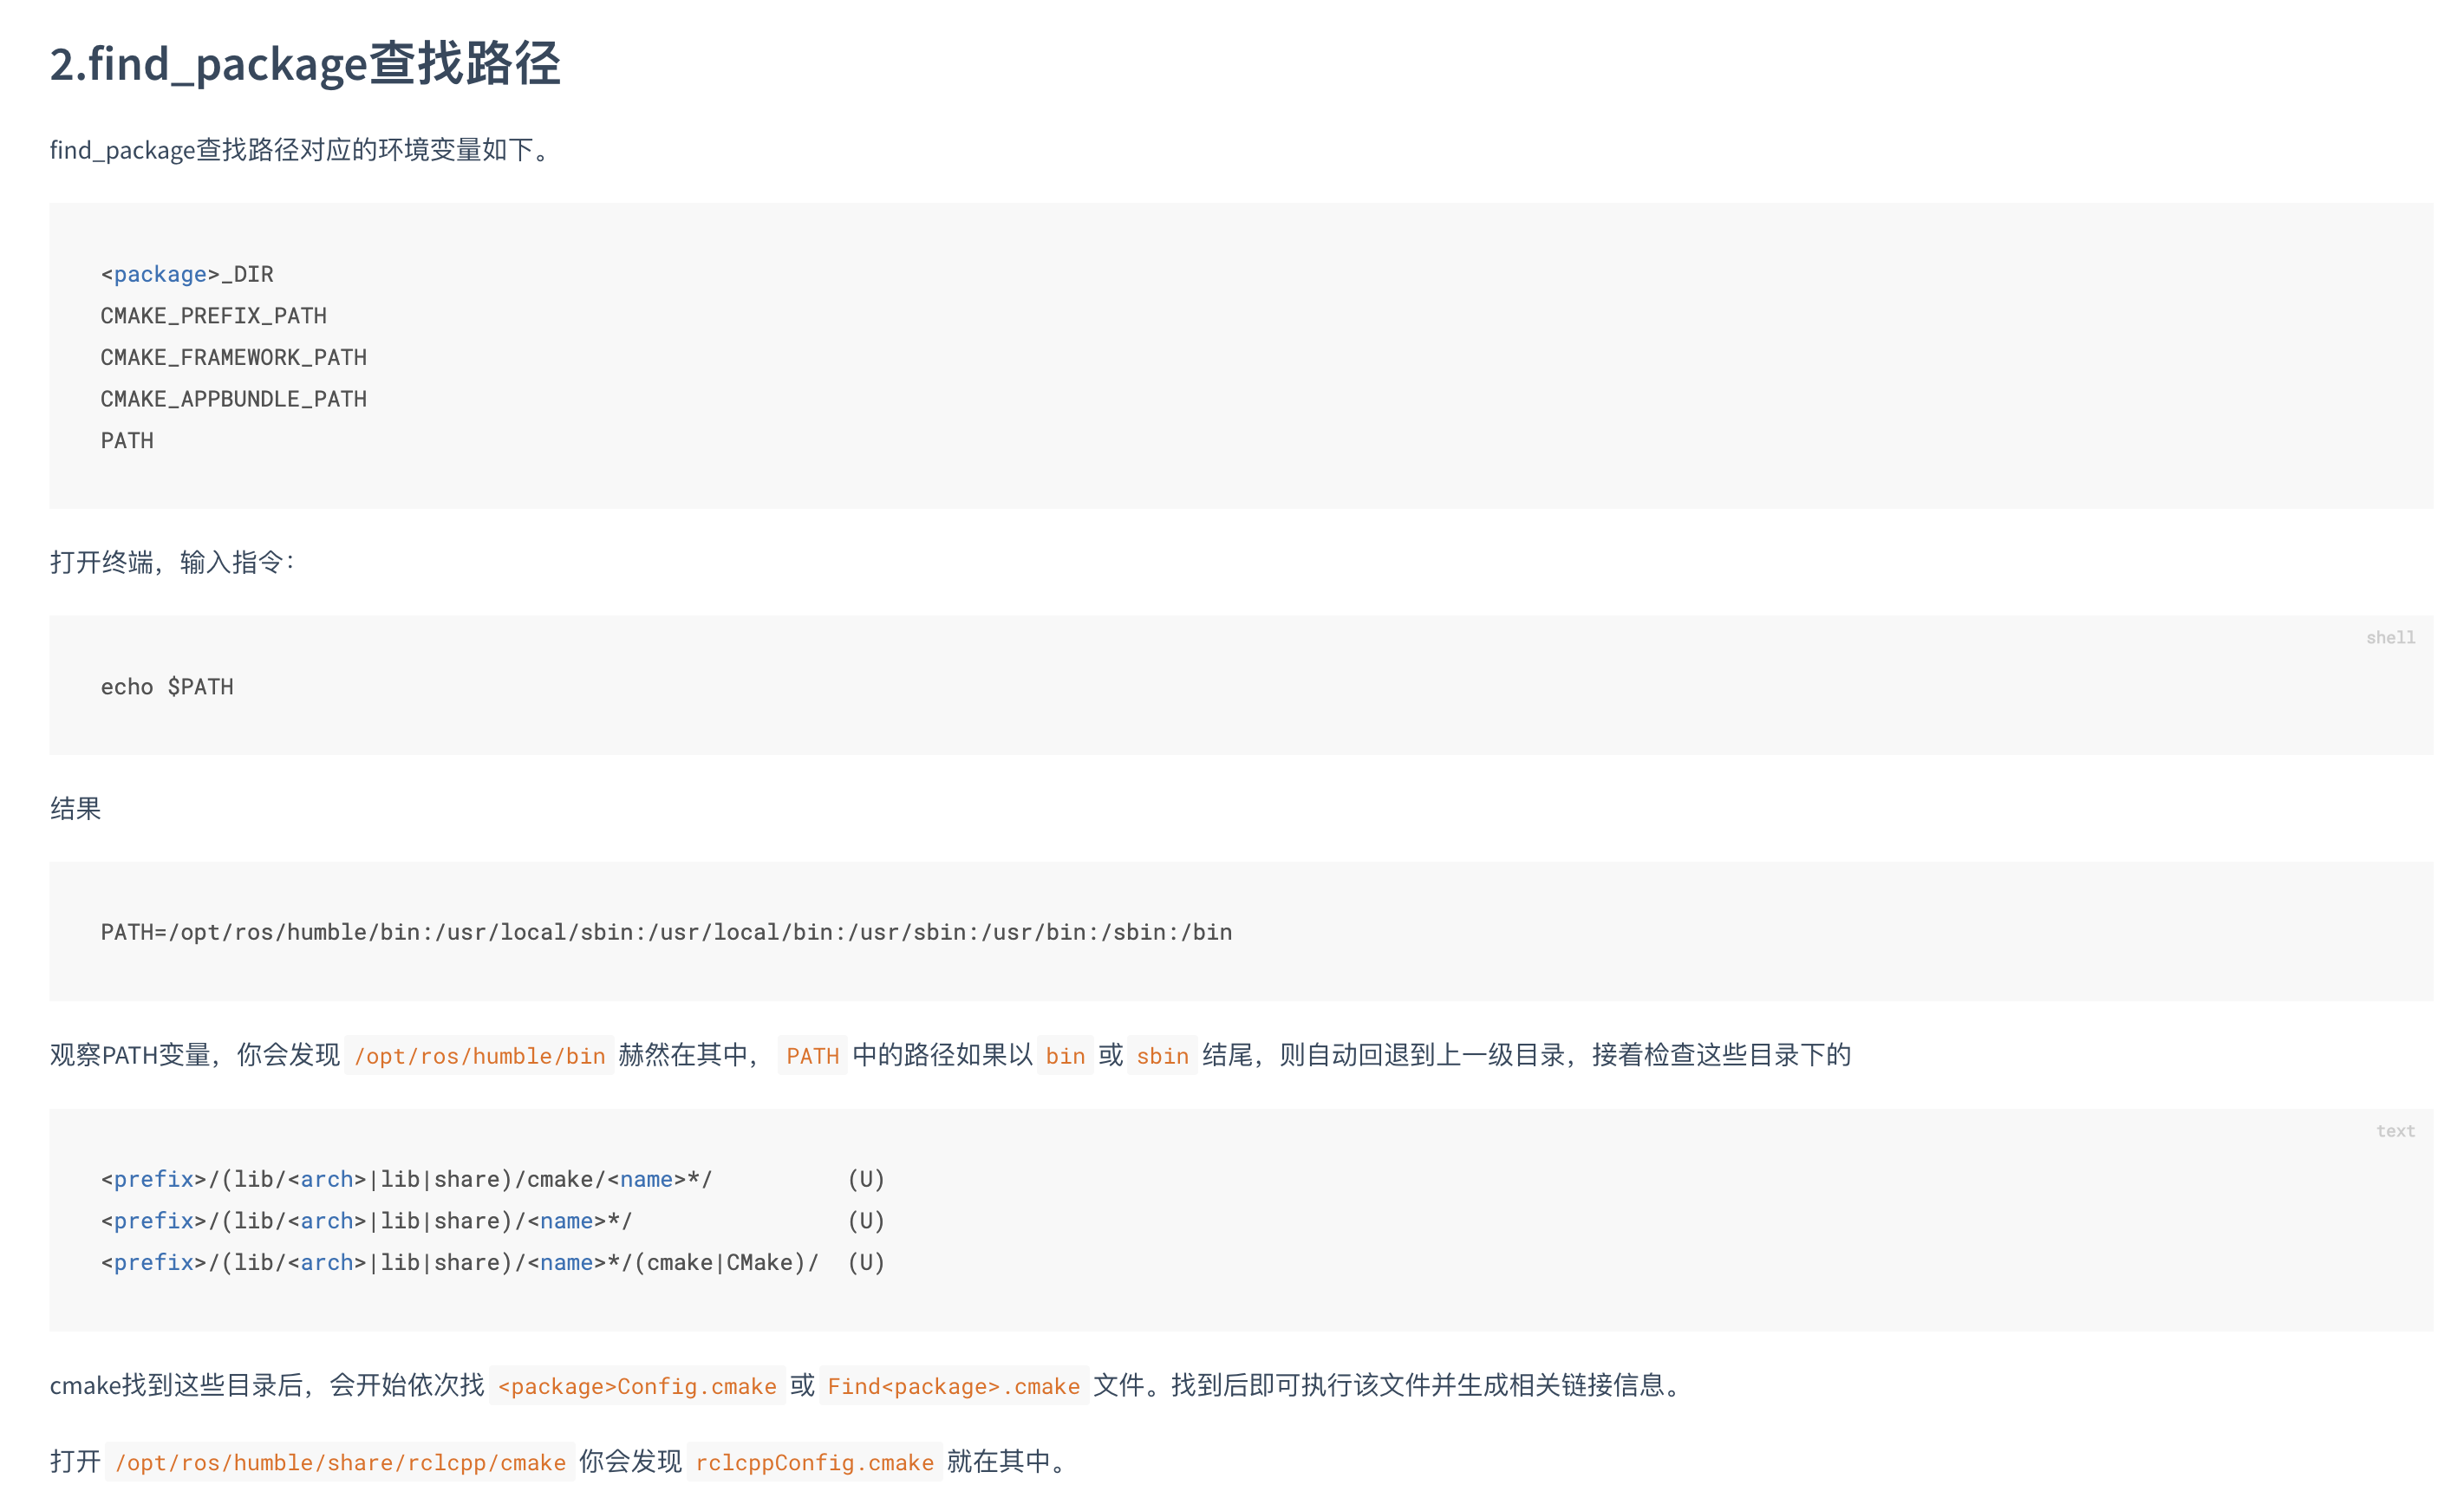 2.find_package查找路径
find_package查找路径对应的环境变量如下。
<package>_DIR
CMAKE_PREFIX_PATH
CMAKE_FRAMEWORK_PATH
CMAKE_APPBUNDLE_PATH
PATH
打开终端，输入指令：
shell
echo $PATH
结果
PATH=/opt/ros/humble/bin:/usr/local/sbin:/usr/local/bin:/usr/sbin:/usr/bin:/sbin:/bin
观察PATH变量，你会发现 /opt/ros/humble/bin 赫然在其中， PATH 中的路径如果以 bin 或 sbin 结尾，则自动回退到上一级目录，接着检查这些目录下的
text
<prefix>/(lib/<arch>|lib|share)/cmake/<name>*/          (U)
<prefix>/(lib/<arch>|lib|share)/<name>*/                (U)
<prefix>/(lib/<arch>|lib|share)/<name>*/(cmake|CMake)/  (U)
cmake找到这些目录后，会开始依次找 <package>Config.cmake 或 Find<package>.cmake 文件。找到后即可执行该文件并生成相关链接信息。
打开 /opt/ros/humble/share/rclcpp/cmake 你会发现 rclcppConfig.cmake 就在其中。